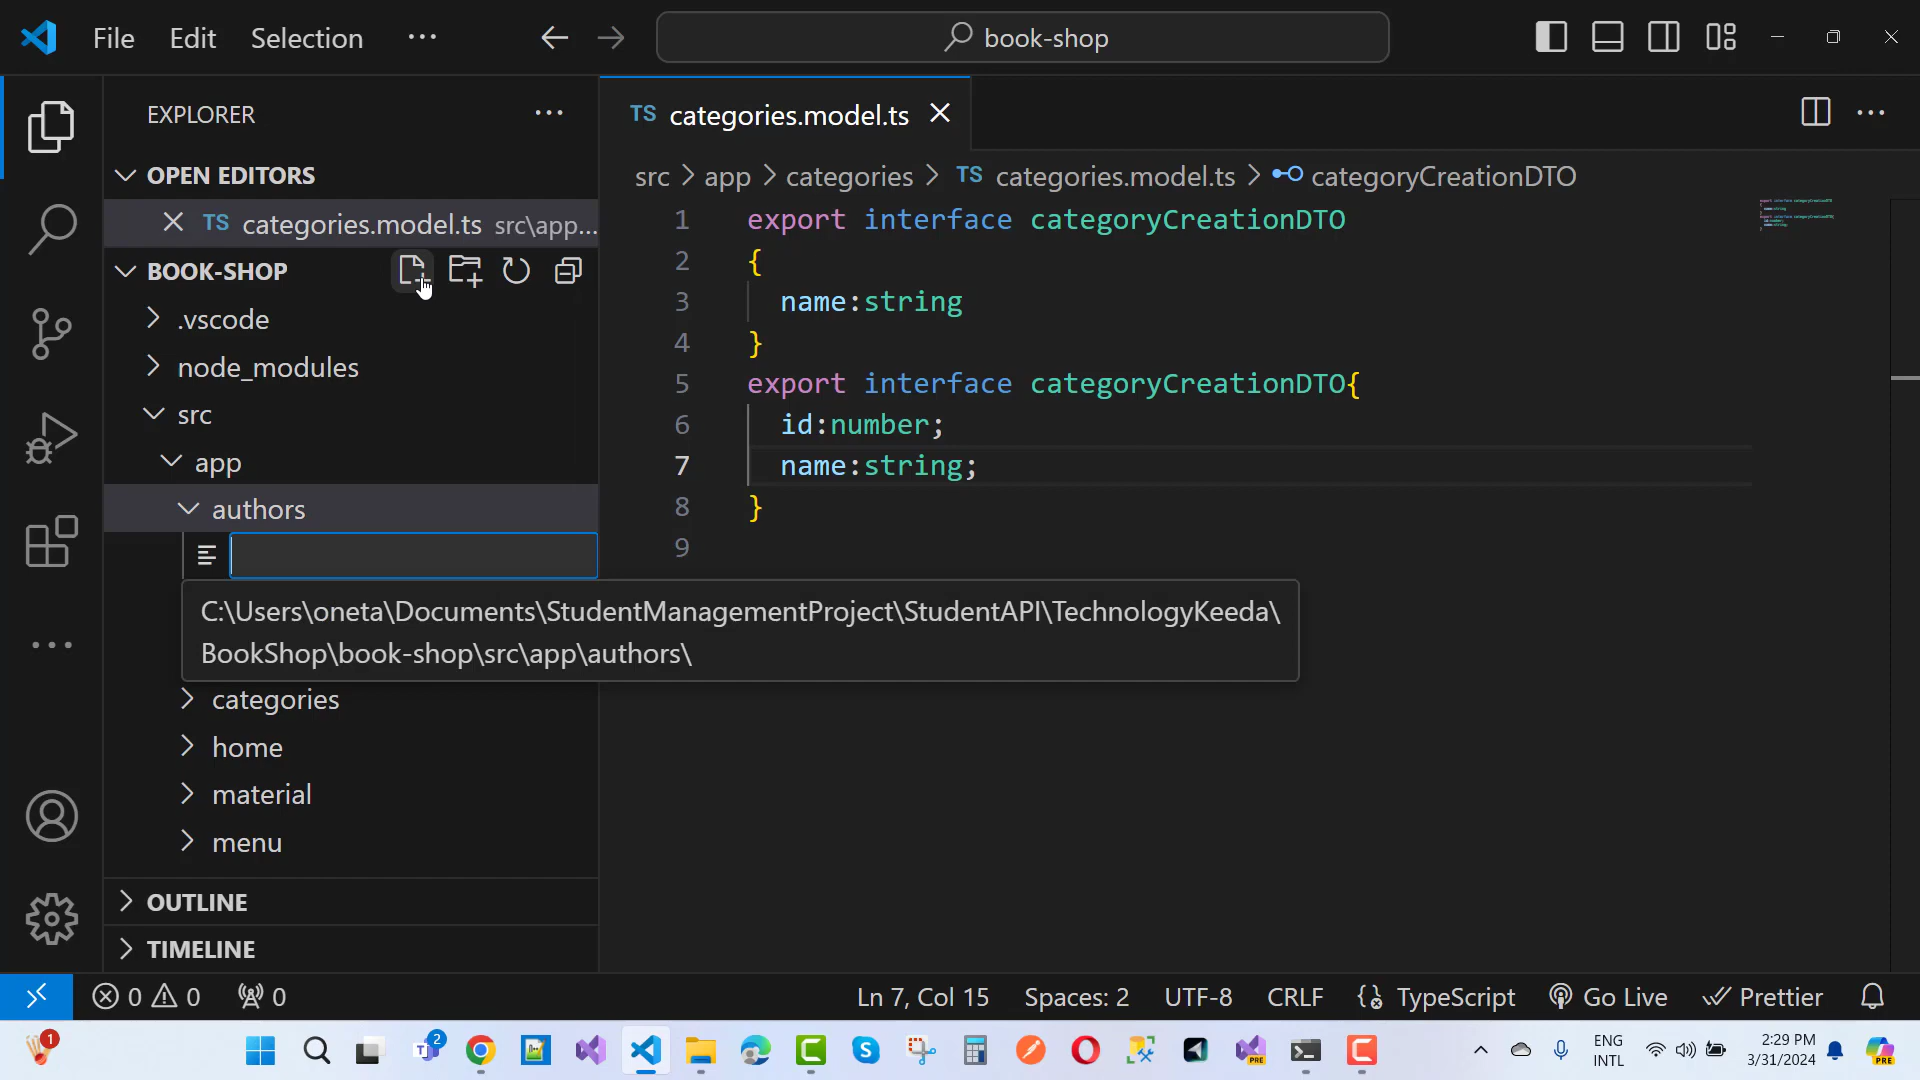 File Edit Selection ...
book-shop
EXPLORER
OPEN EDITORS
TS categories.model.ts src\app...
BOOK-SHOP
.vscode
node_modules
src
app
authors
C:\Users\oneta\Documents\StudentManagementProject\StudentAPI\TechnologyKeeda\
BookShop\book-shop\src\app\authors\
categories
home
material
menu
OUTLINE
TIMELINE
TS categories.model.ts
src > app > categories > TS categories.model.ts > categoryCreationDTO
1 export interface categoryCreationDTO
2 {
3 name:string
4 }
5 export interface categoryCreationDTO{
6 id:number;
7 name:string;
8 }
9
0 0 0 Ln 7, Col 15 Spaces: 2 UTF-8 CRLF {} TypeScript Go Live Prettier
1 2 PRE ENG
INTL
2:29 PM
3/31/2024
PRE